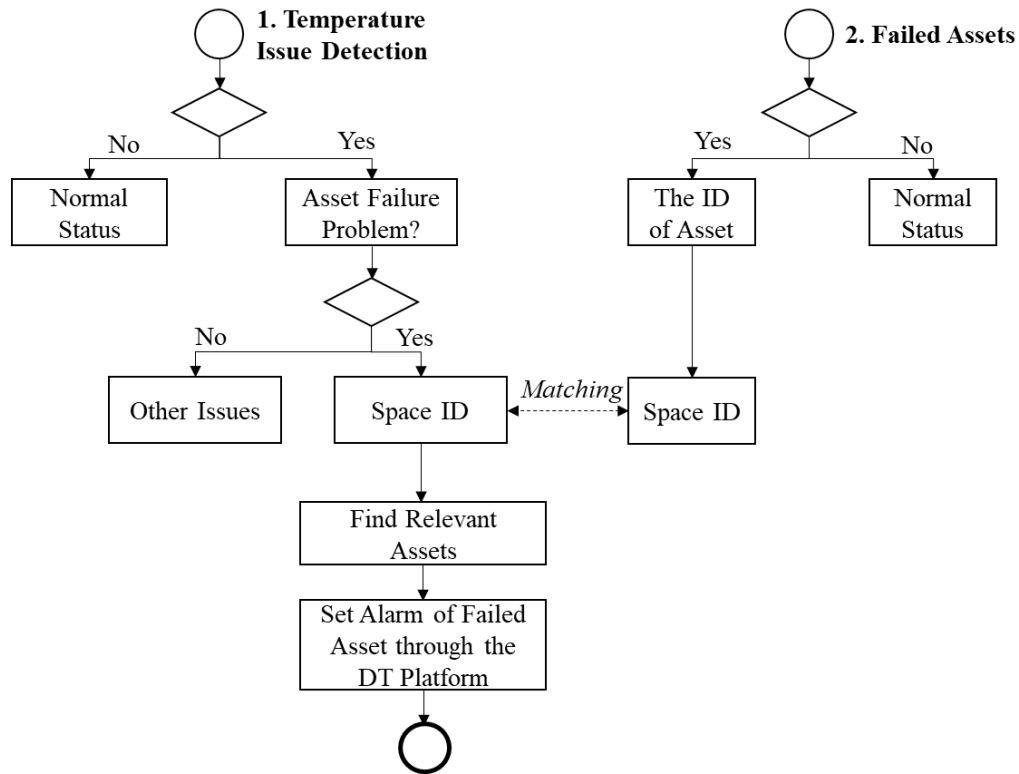 1. Temperature
Issue Detection
2. Failed Assets
No
Yes
Yes
No
Normal
Status
Asset Failure
Problem?
The ID
of Asset
Normal
Status
No
Yes
Other Issues
Space ID
Matching
Space ID
Find Relevant
Assets
Set Alarm of Failed
Asset through the
DT Platform